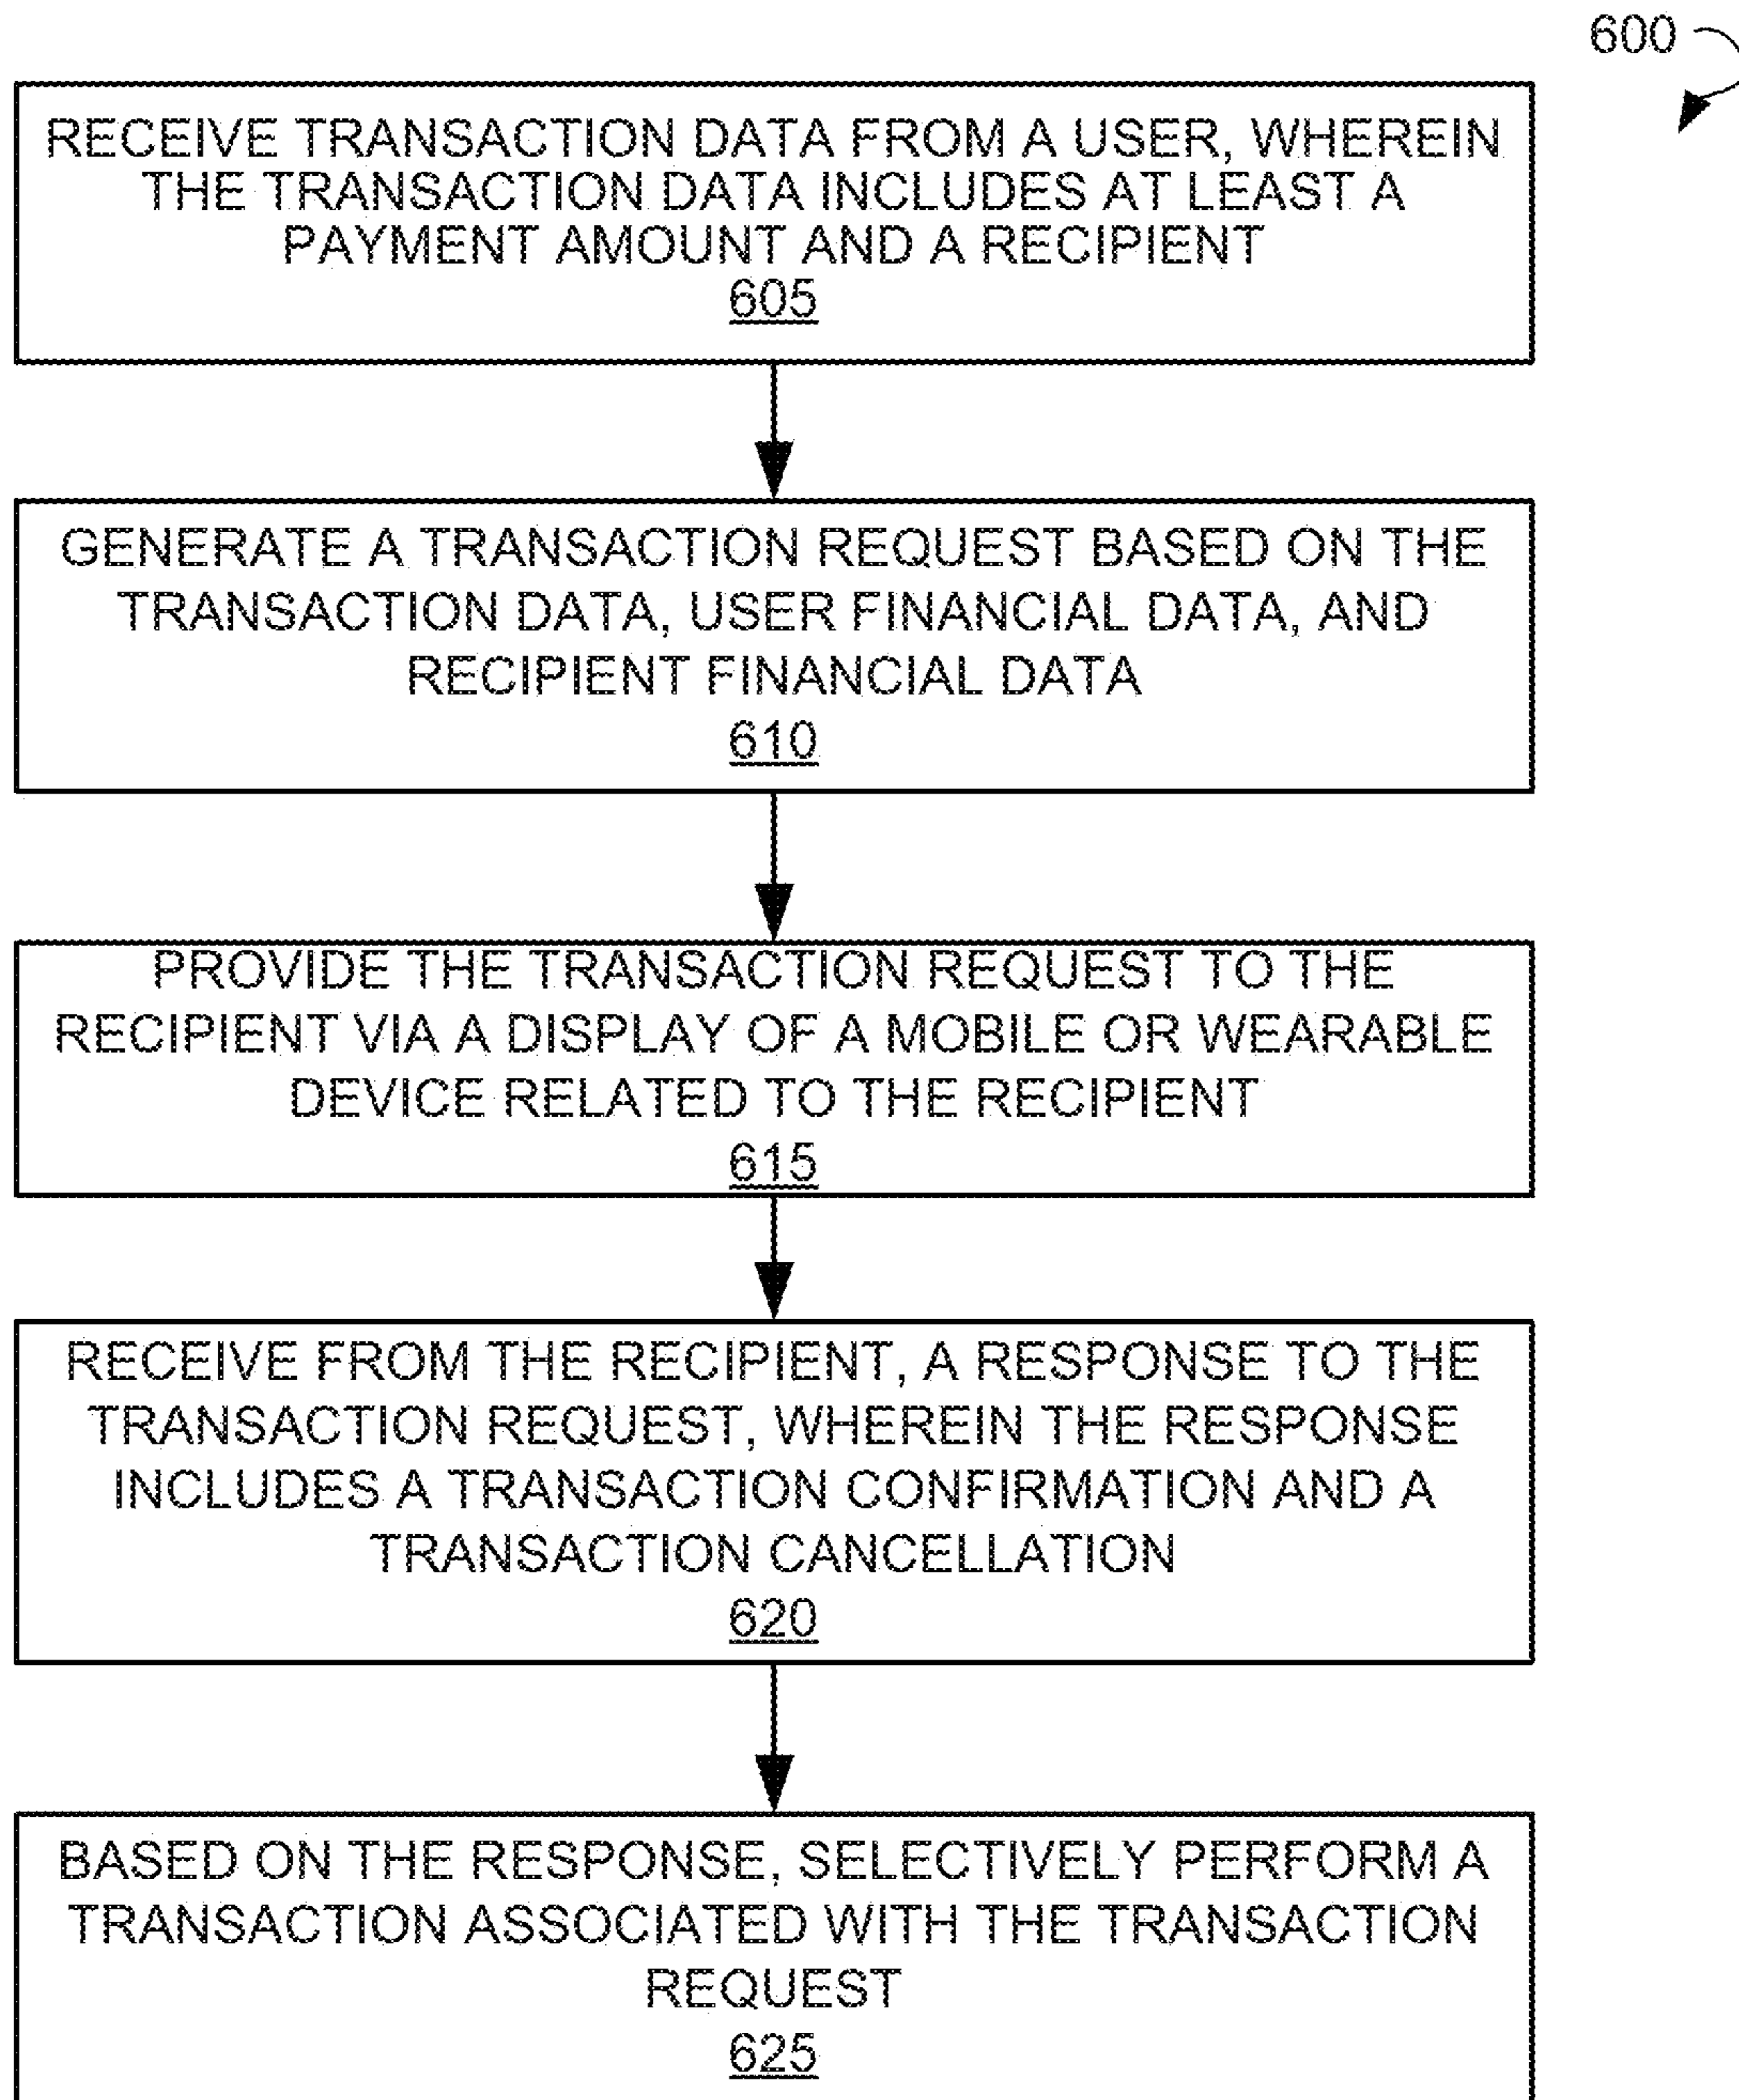 600
RECEIVE TRANSACTION DATA FROM A USER, WHEREIN
THE TRANSACTION DATA INCLUDES AT LEAST A
PAYMENT AMOUNT AND A RECIPIENT
605
GENERATE A TRANSACTION REQUEST BASED ON THE
TRANSACTION DATA, USER FINANCIAL DATA, AND
RECIPIENT FINANCIAL DATA
610
PROVIDE THE TRANSACTION REQUEST TO THE
RECIPIENT VIA A DISPLAY OF A MOBILE OR WEARABLE
DEVICE RELATED TO THE RECIPIENT
615
RECEIVE FROM THE RECIPIENT, A RESPONSE TO THE
TRANSACTION REQUEST, WHEREIN THE RESPONSE
INCLUDES A TRANSACTION CONFIRMATION AND A
TRANSACTION CANCELLATION
620
BASED ON THE RESPONSE, SELECTIVELY PERFORM A
TRANSACTION ASSOCIATED WITH THE TRANSACTION
REQUEST
625